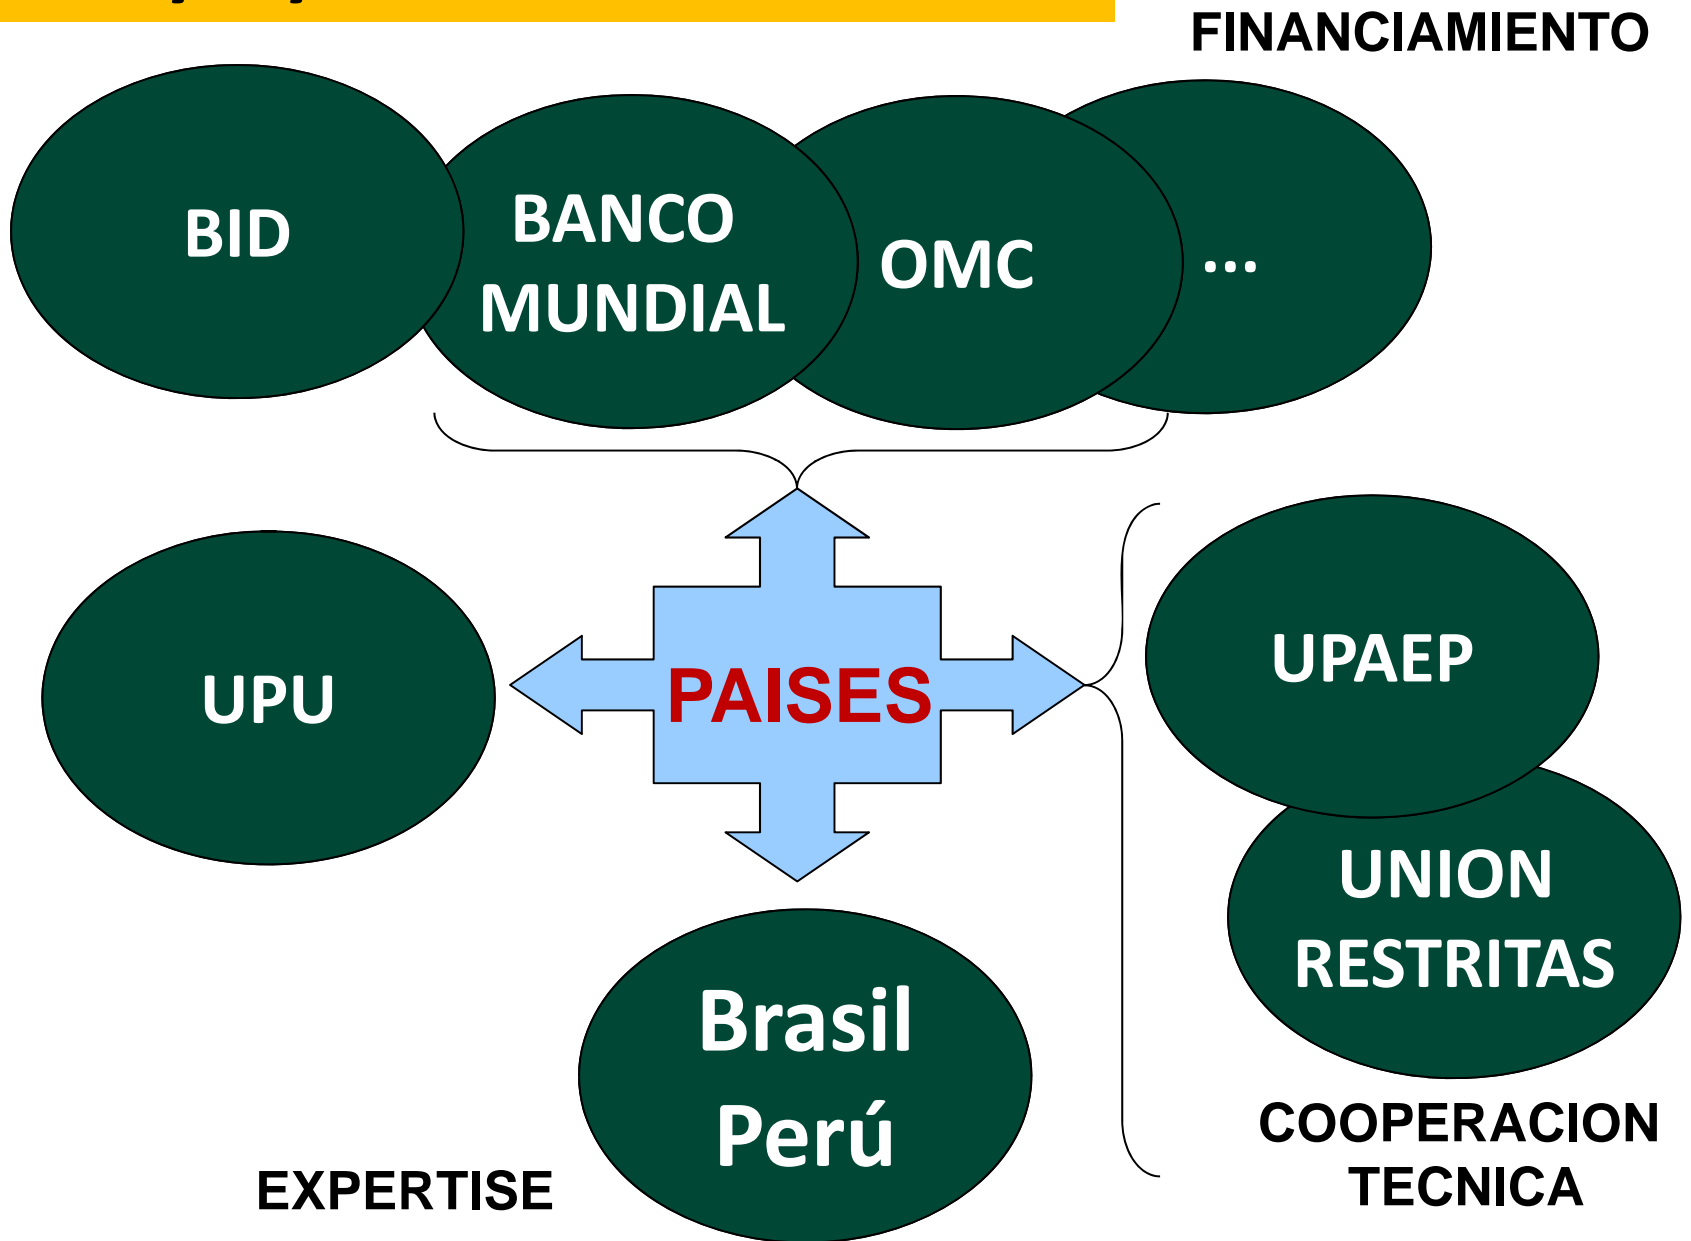 FINANCIAMIENTO
BID
BANCO
MUNDIAL
OMC
...
UPU
PAISES
UPAEP
UNION
RESTRITAS
Brasil
Perú
EXPERTISE
COOPERACION
TECNICA